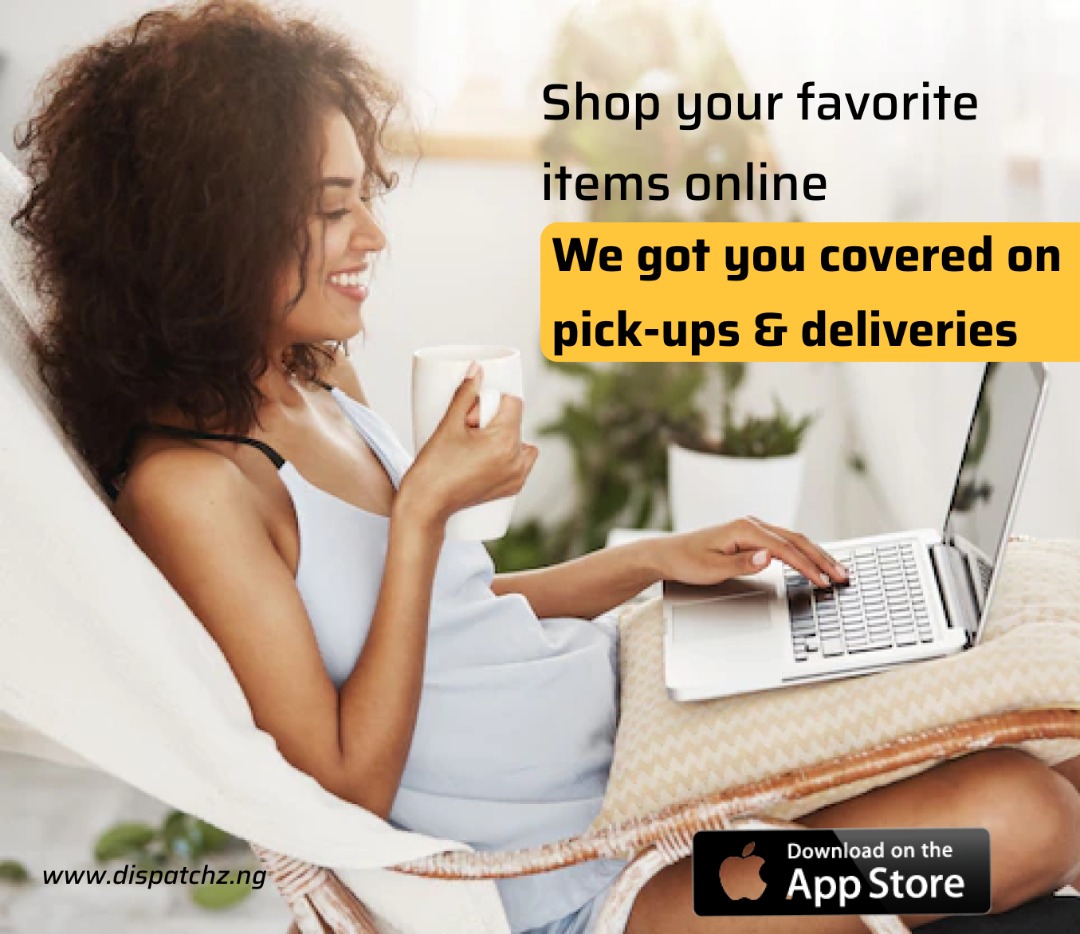 Shop your favorite
items online
We got you covered on
pick-ups & deliveries
www.dispatchz.ng
Download on the
App Store